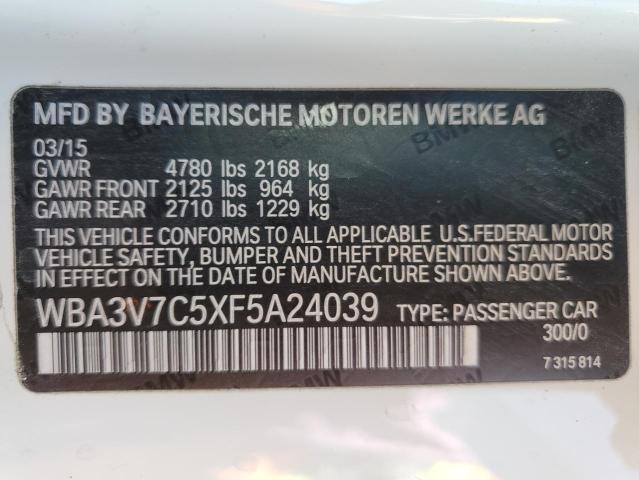 MFD BY BAYERISCHE MOTOREN WERKE AG
03/15
GVWR 4780 lbs 2168 kg
GAWR FRONT 2125 lbs 964 kg
GAWR REAR 2710 lbs 1229 kg
THIS VEHICLE CONFORMS TO ALL APPLICABLE U.S.FEDERAL MOTOR
VEHICLE SAFETY, BUMPER AND THEFT PREVENTION STANDARDS
IN EFFECT ON THE DATE OF MANUFACTURE SHOWN ABOVE.
WBA3V7C5XF5A24039 TYPE: PASSENGER CAR
300/0
7 315 814